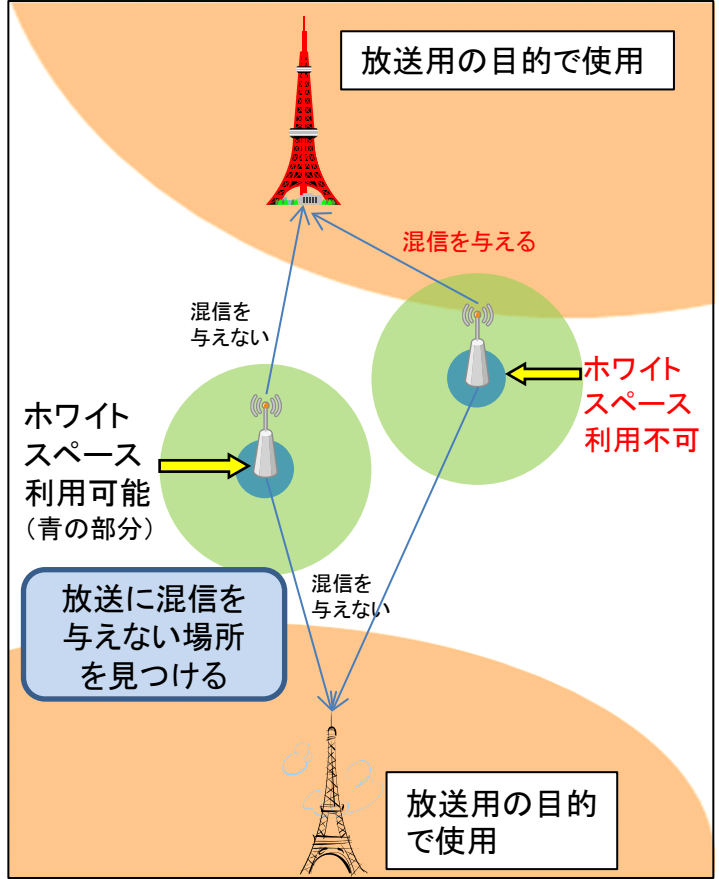 放送用の目的で使用
混信を与える
混信を
与えない
ホワイト
スペース
利用不可
ホワイト
スペース
利用可能
（青の部分）
混信を
与えない
放送に混信を
与えない場所
を見つける
放送用の目的
で使用